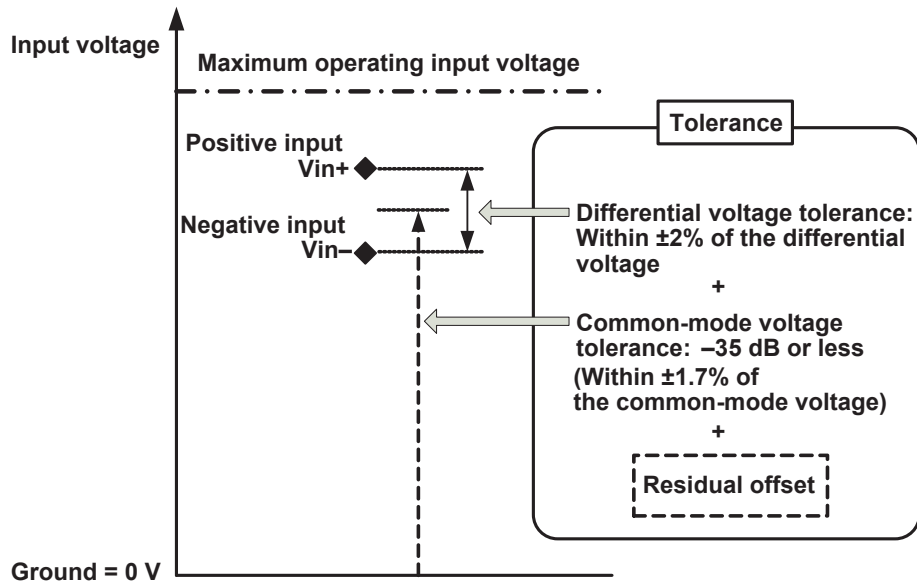 Input voltage
Maximum operating input voltage
Positive input
Vin+
Negative input
Vin–
Tolerance
Differential voltage tolerance:
Within ±2% of the differential
voltage
+
Common-mode voltage
tolerance: –35 dB or less
(Within ±1.7% of
the common-mode voltage)
+
Residual offset
Ground = 0 V